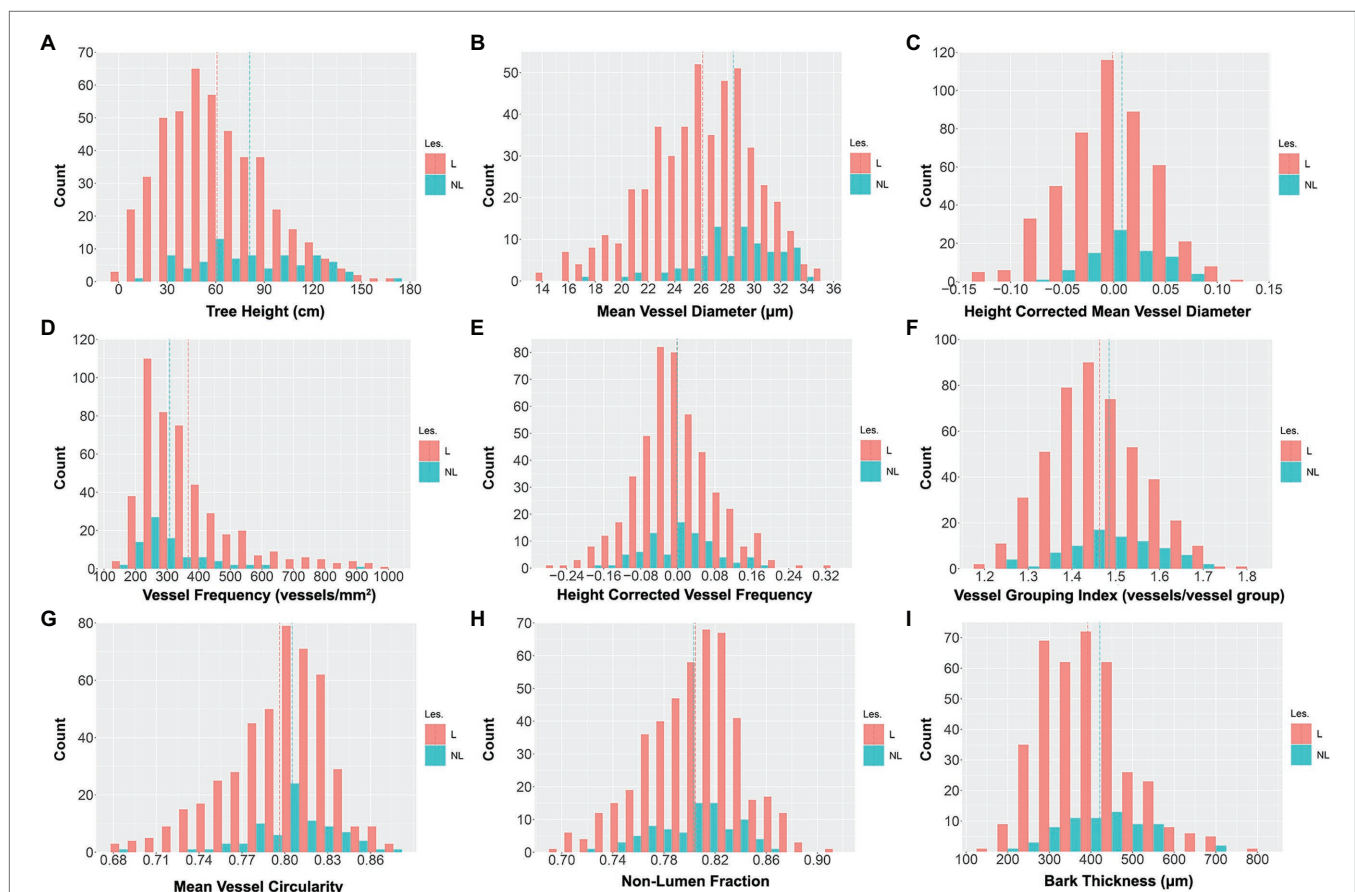 A
70
60
50
40
30
20
10
0
Count
0 30 60 90 120 150 180
Tree Height (cm)
Les.
L
NL
B
50
40
30
20
10
0
Count
14 16 18 20 22 24 26 28 30 32 34 36
Mean Vessel Diameter (µm)
Les.
L
NL
C
120
100
80
60
40
20
0
Count
−0.15 −0.10 −0.05 0.00 0.05 0.10 0.15
Height Corrected Mean Vessel Diameter
Les.
L
NL
D
120
100
80
60
40
20
0
Count
100 200 300 400 500 600 700 800 900 1000
Vessel Frequency (vessels/mm²)
Les.
L
NL
E
80
70
60
50
40
30
20
10
0
Count
−0.24 −0.16 −0.08 0.00 0.08 0.16 0.24 0.32
Height Corrected Vessel Frequency
Les.
L
NL
F
100
80
60
40
20
0
Count
1.2 1.3 1.4 1.5 1.6 1.7 1.8
Vessel Grouping Index (vessels/vessel group)
Les.
L
NL
G
80
60
40
20
0
Count
0.68 0.71 0.74 0.77 0.80 0.83 0.86
Mean Vessel Circularity
Les.
L
NL
H
70
60
50
40
30
20
10
0
Count
0.70 0.74 0.78 0.82 0.86 0.90
Non-Lumen Fraction
Les.
L
NL
I
70
60
50
40
30
20
10
0
Count
100 200 300 400 500 600 700 800
Bark Thickness (µm)
Les.
L
NL